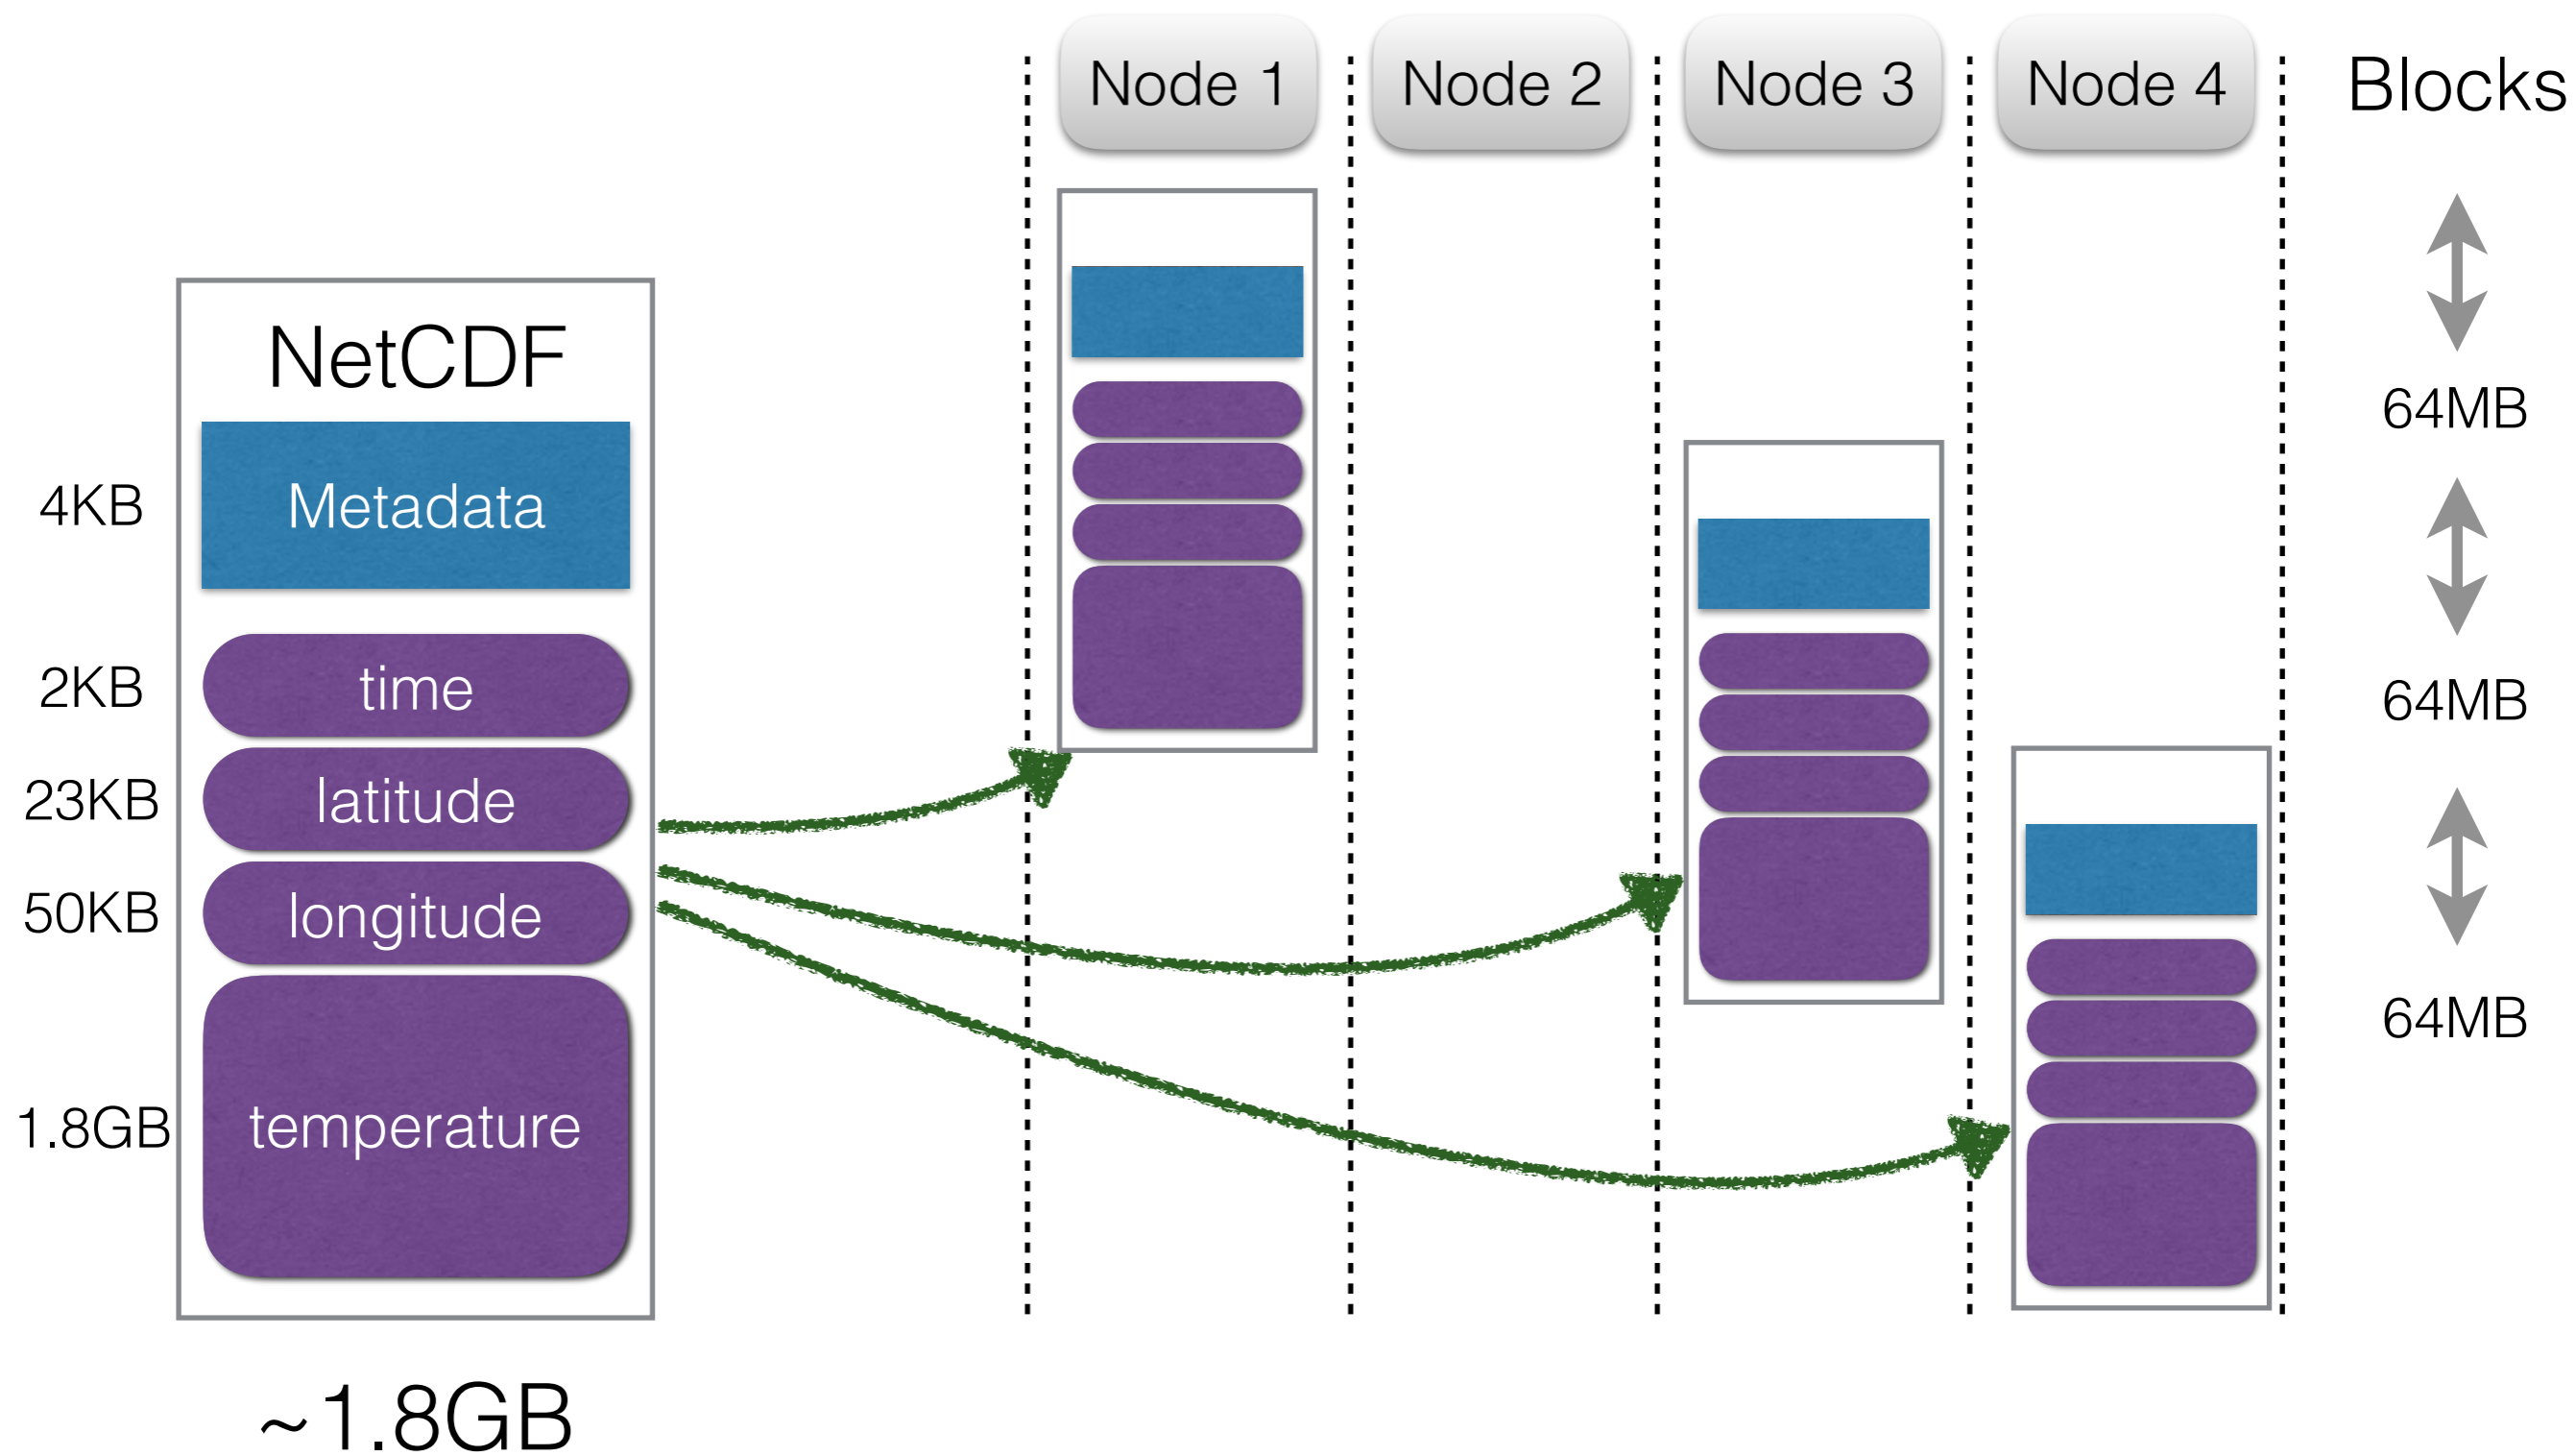 Node 1
Node 2
Node 3
Node 4
Blocks
NetCDF
4KB
Metadata
2KB
time
23KB
latitude
50KB
longitude
1.8GB
temperature
~1.8GB
64MB
64MB
64MB